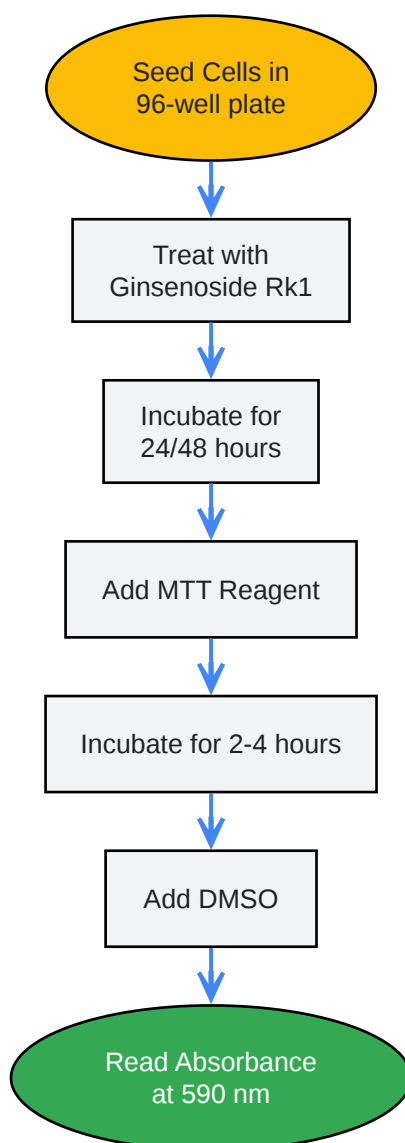 Seed Cells in
96-well plate
Treat with
Ginsenoside Rk1
Incubate for
24/48 hours
Add MTT Reagent
Incubate for 2-4 hours
Add DMSO
Read Absorbance
at 590 nm